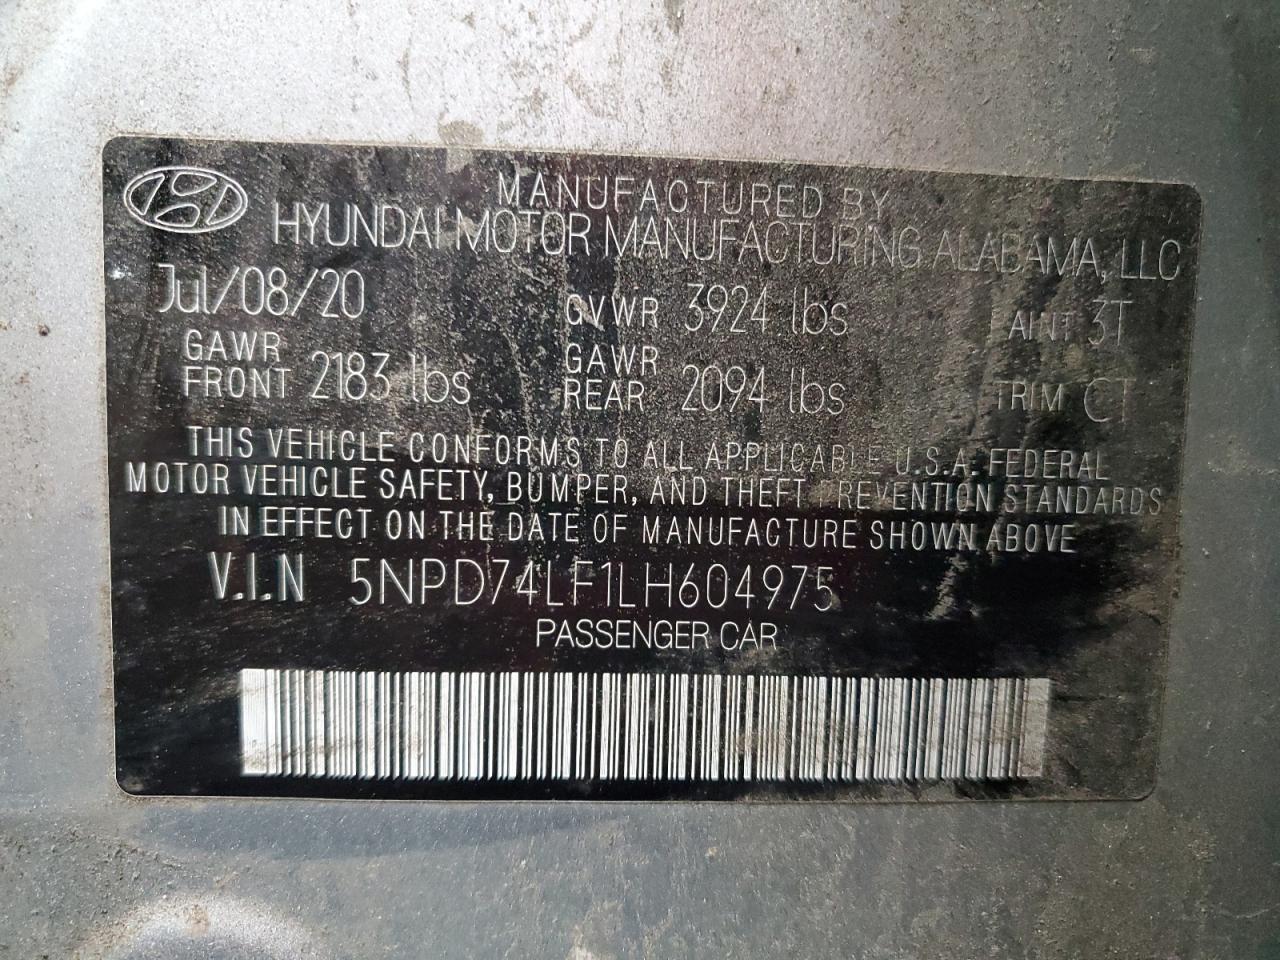 MANUFACTURED BY
HYUNDAI MOTOR MANUFACTURING ALABAMA, LLC
Jul/08/20 GVWR 3924 lbs PAINT 3T
GAWR FRONT 2183 lbs GAWR REAR 2094 lbs TRIM CT
THIS VEHICLE CONFORMS TO ALL APPLICABLE U.S.A. FEDERAL
MOTOR VEHICLE SAFETY, BUMPER, AND THEFT PREVENTION STANDARDS
IN EFFECT ON THE DATE OF MANUFACTURE SHOWN ABOVE
V.I.N 5NPD74LF1LH604975
PASSENGER CAR